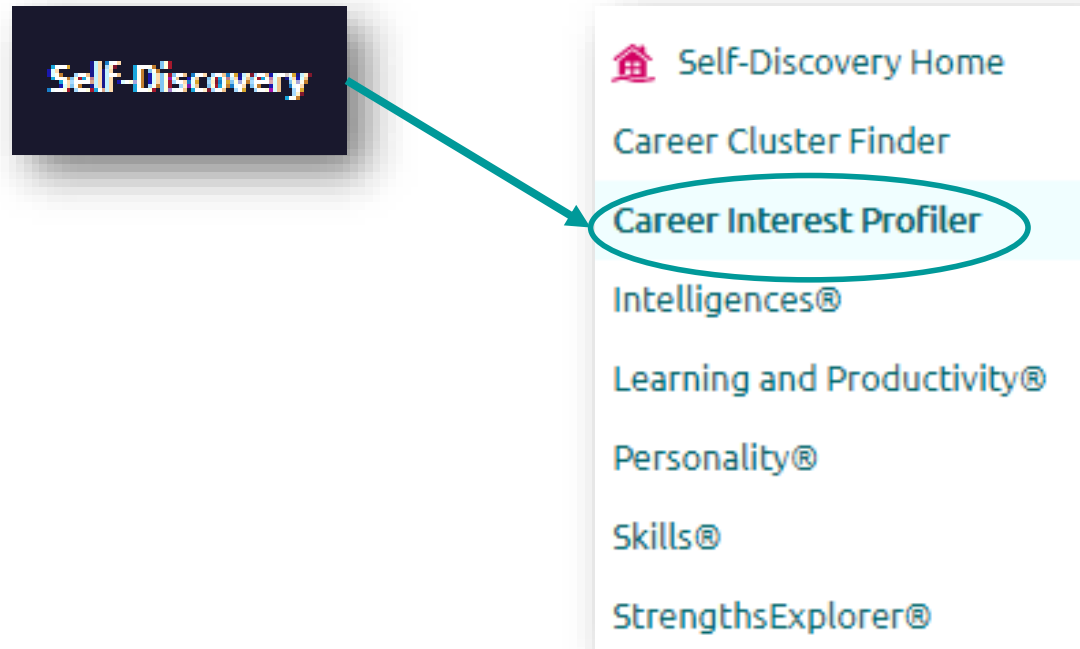 Self-Discovery
Self-Discovery Home
Career Cluster Finder
Career Interest Profiler
Intelligences®
Learning and Productivity®
Personality®
Skills®
StrengthsExplorer®